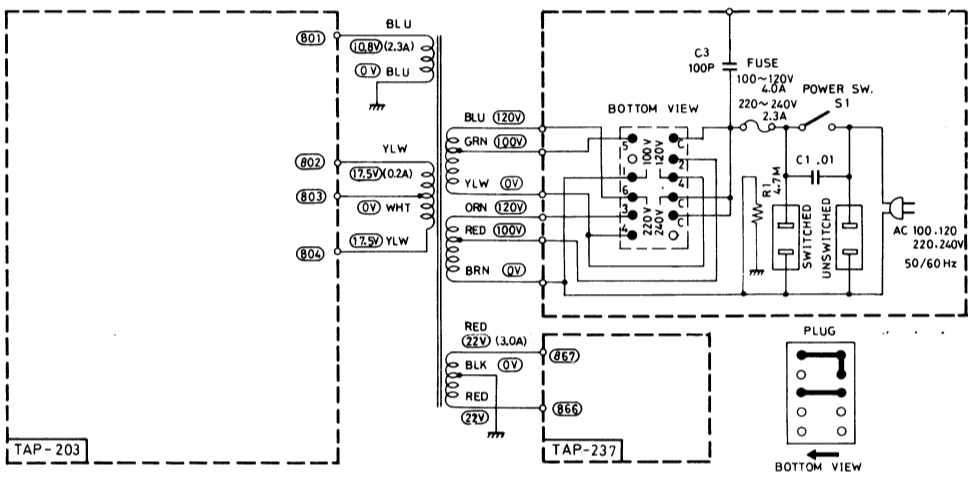 BLU
801
10.8V (2.3A)
0V BLU
YLW
802
17.5V (0.2A)
803
0V WHT
17.5V YLW
804
TAP-203
BLU 120V
GRN 100V
YLW 0V
ORN 120V
RED 100V
BRN 0V
RED
22V (3.0A)
BLK 0V
RED
22V
867
866
TAP-237
BOTTOM VIEW
5
6
3
4
C
2
4
C
C
100V
120V
220V
240V
C3
100P
FUSE
100~120V
4.0A
220~240V
2.3A
POWER SW.
S1
C1 .01
R1
4.7M
SWITCHED
UNSWITCHED
AC 100.120
220.240V
50/60 Hz
PLUG
BOTTOM VIEW